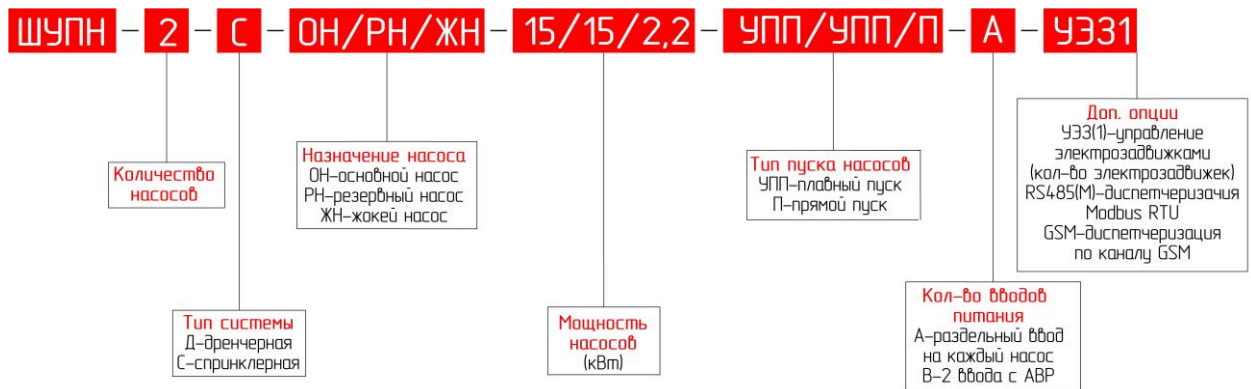 ШУПН - 2 - С - ОН/РН/ЖН - 15/15/2,2 - УПП/УПП/П - А - УЭЗ1
Количество
насосов
Тип системы
Д-дренчерная
С-спринклерная
Назначение насоса
ОН-основной насос
РН-резервный насос
ЖН-жокей насос
Мощность
насосов
(кВт)
Тип пуска насосов
УПП-плавный пуск
П-прямой пуск
Кол-во вводов
питания
А-раздельный ввод
на каждый насос
В-2 ввода с АВР
Доп. опции
УЭЗ(1)-управление
электрозадвижками
(кол-во электрозадвижек)
RS485(M)-диспетчеризачия
Modbus RTU
GSM-диспетчеризация
по каналу GSM